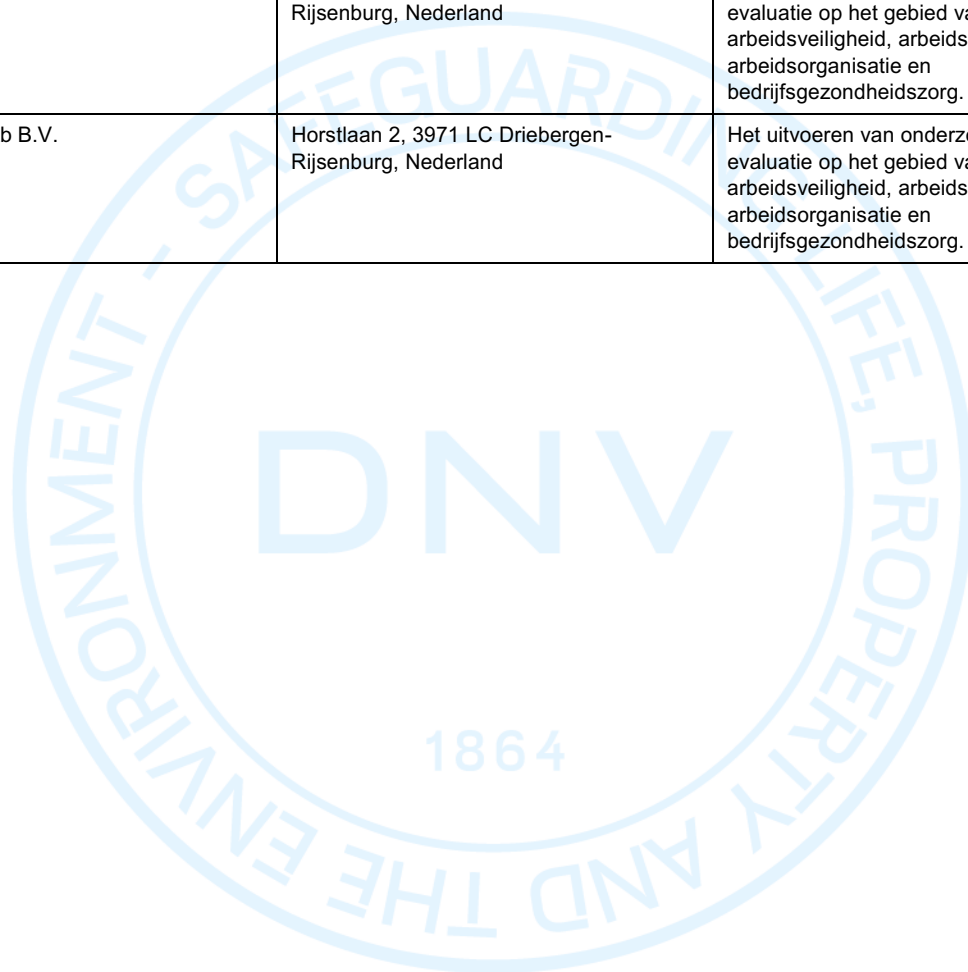 Rijsenburg, Nederland
evaluatie op het gebied va
arbeidsveiligheid, arbeids
arbeidsorganisatie en
bedrijfsgezondheidszorg.
b B.V.
Horstlaan 2, 3971 LC Driebergen-
Rijsenburg, Nederland
Het uitvoeren van onderze
evaluatie op het gebied va
arbeidsveiligheid, arbeids
arbeidsorganisatie en
bedrijfsgezondheidszorg.
SAFEGUARDING LIFE, PROPERTY AND THE ENVIRONMENT -
DNV
1864